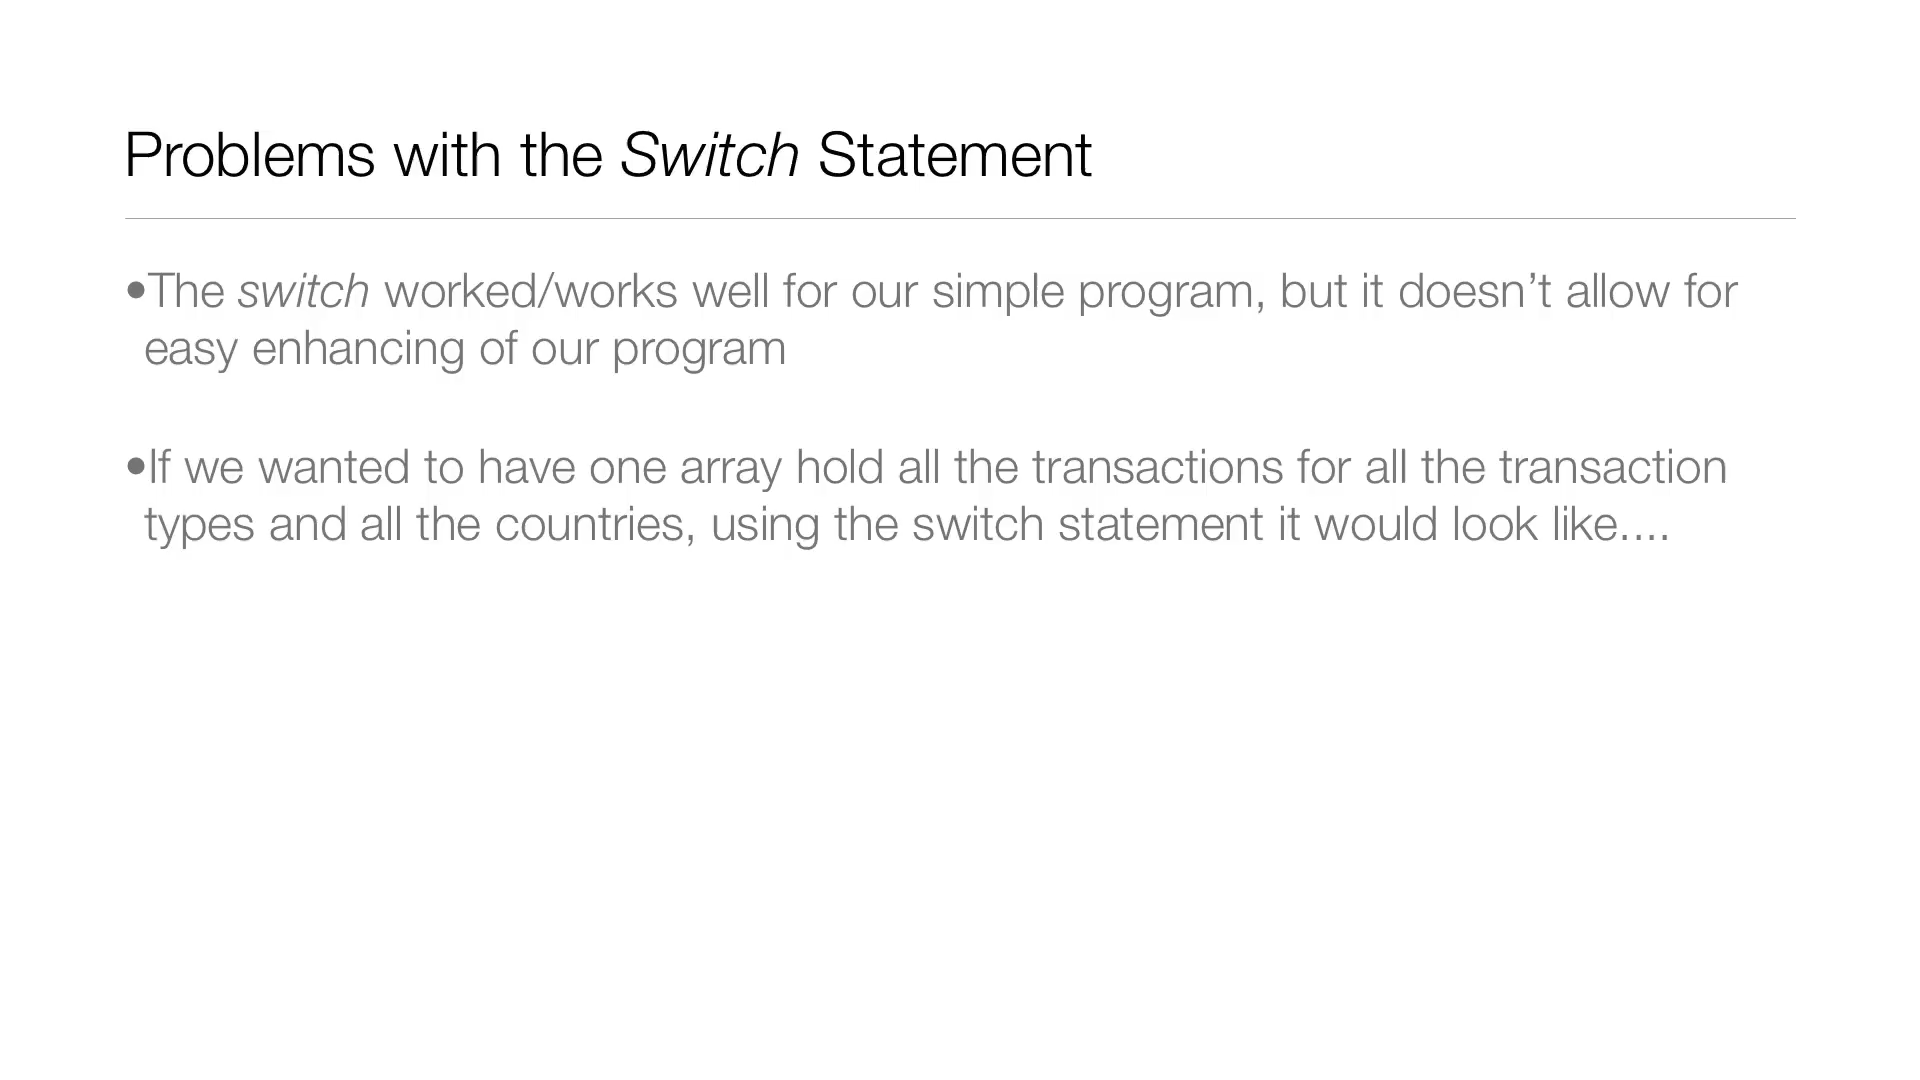 Problems with the Switch Statement
•The switch worked/works well for our simple program, but it doesn’t allow for
easy enhancing of our program
•If we wanted to have one array hold all the transactions for all the transaction
types and all the countries, using the switch statement it would look like....